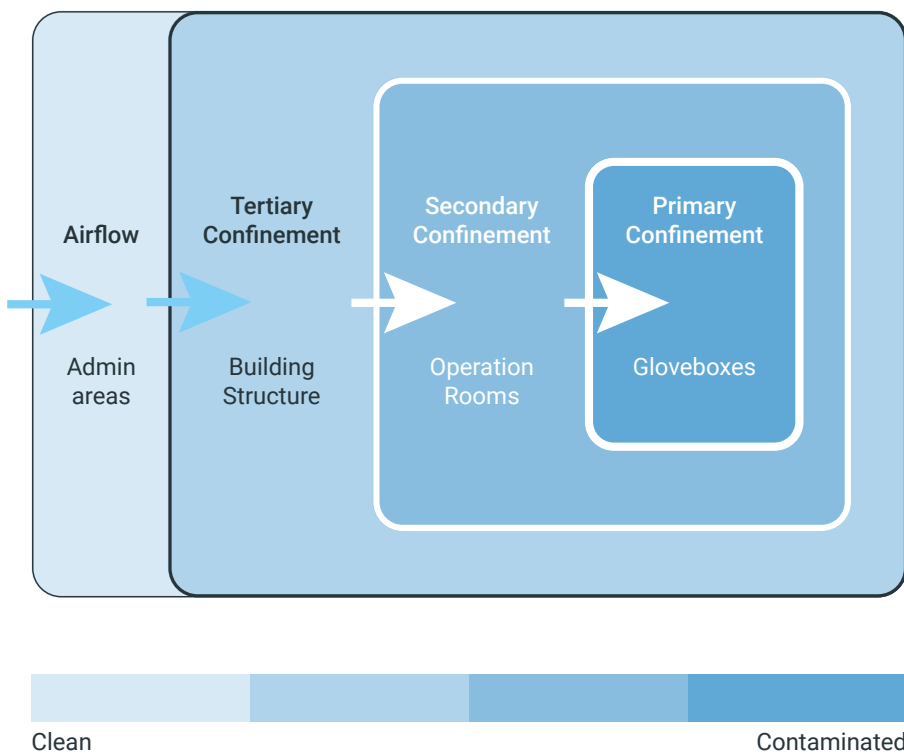 Airflow
Admin
areas
Tertiary
Confinement
Building
Structure
Secondary
Confinement
Operation
Rooms
Primary
Confinement
Gloveboxes
Clean
Contaminated